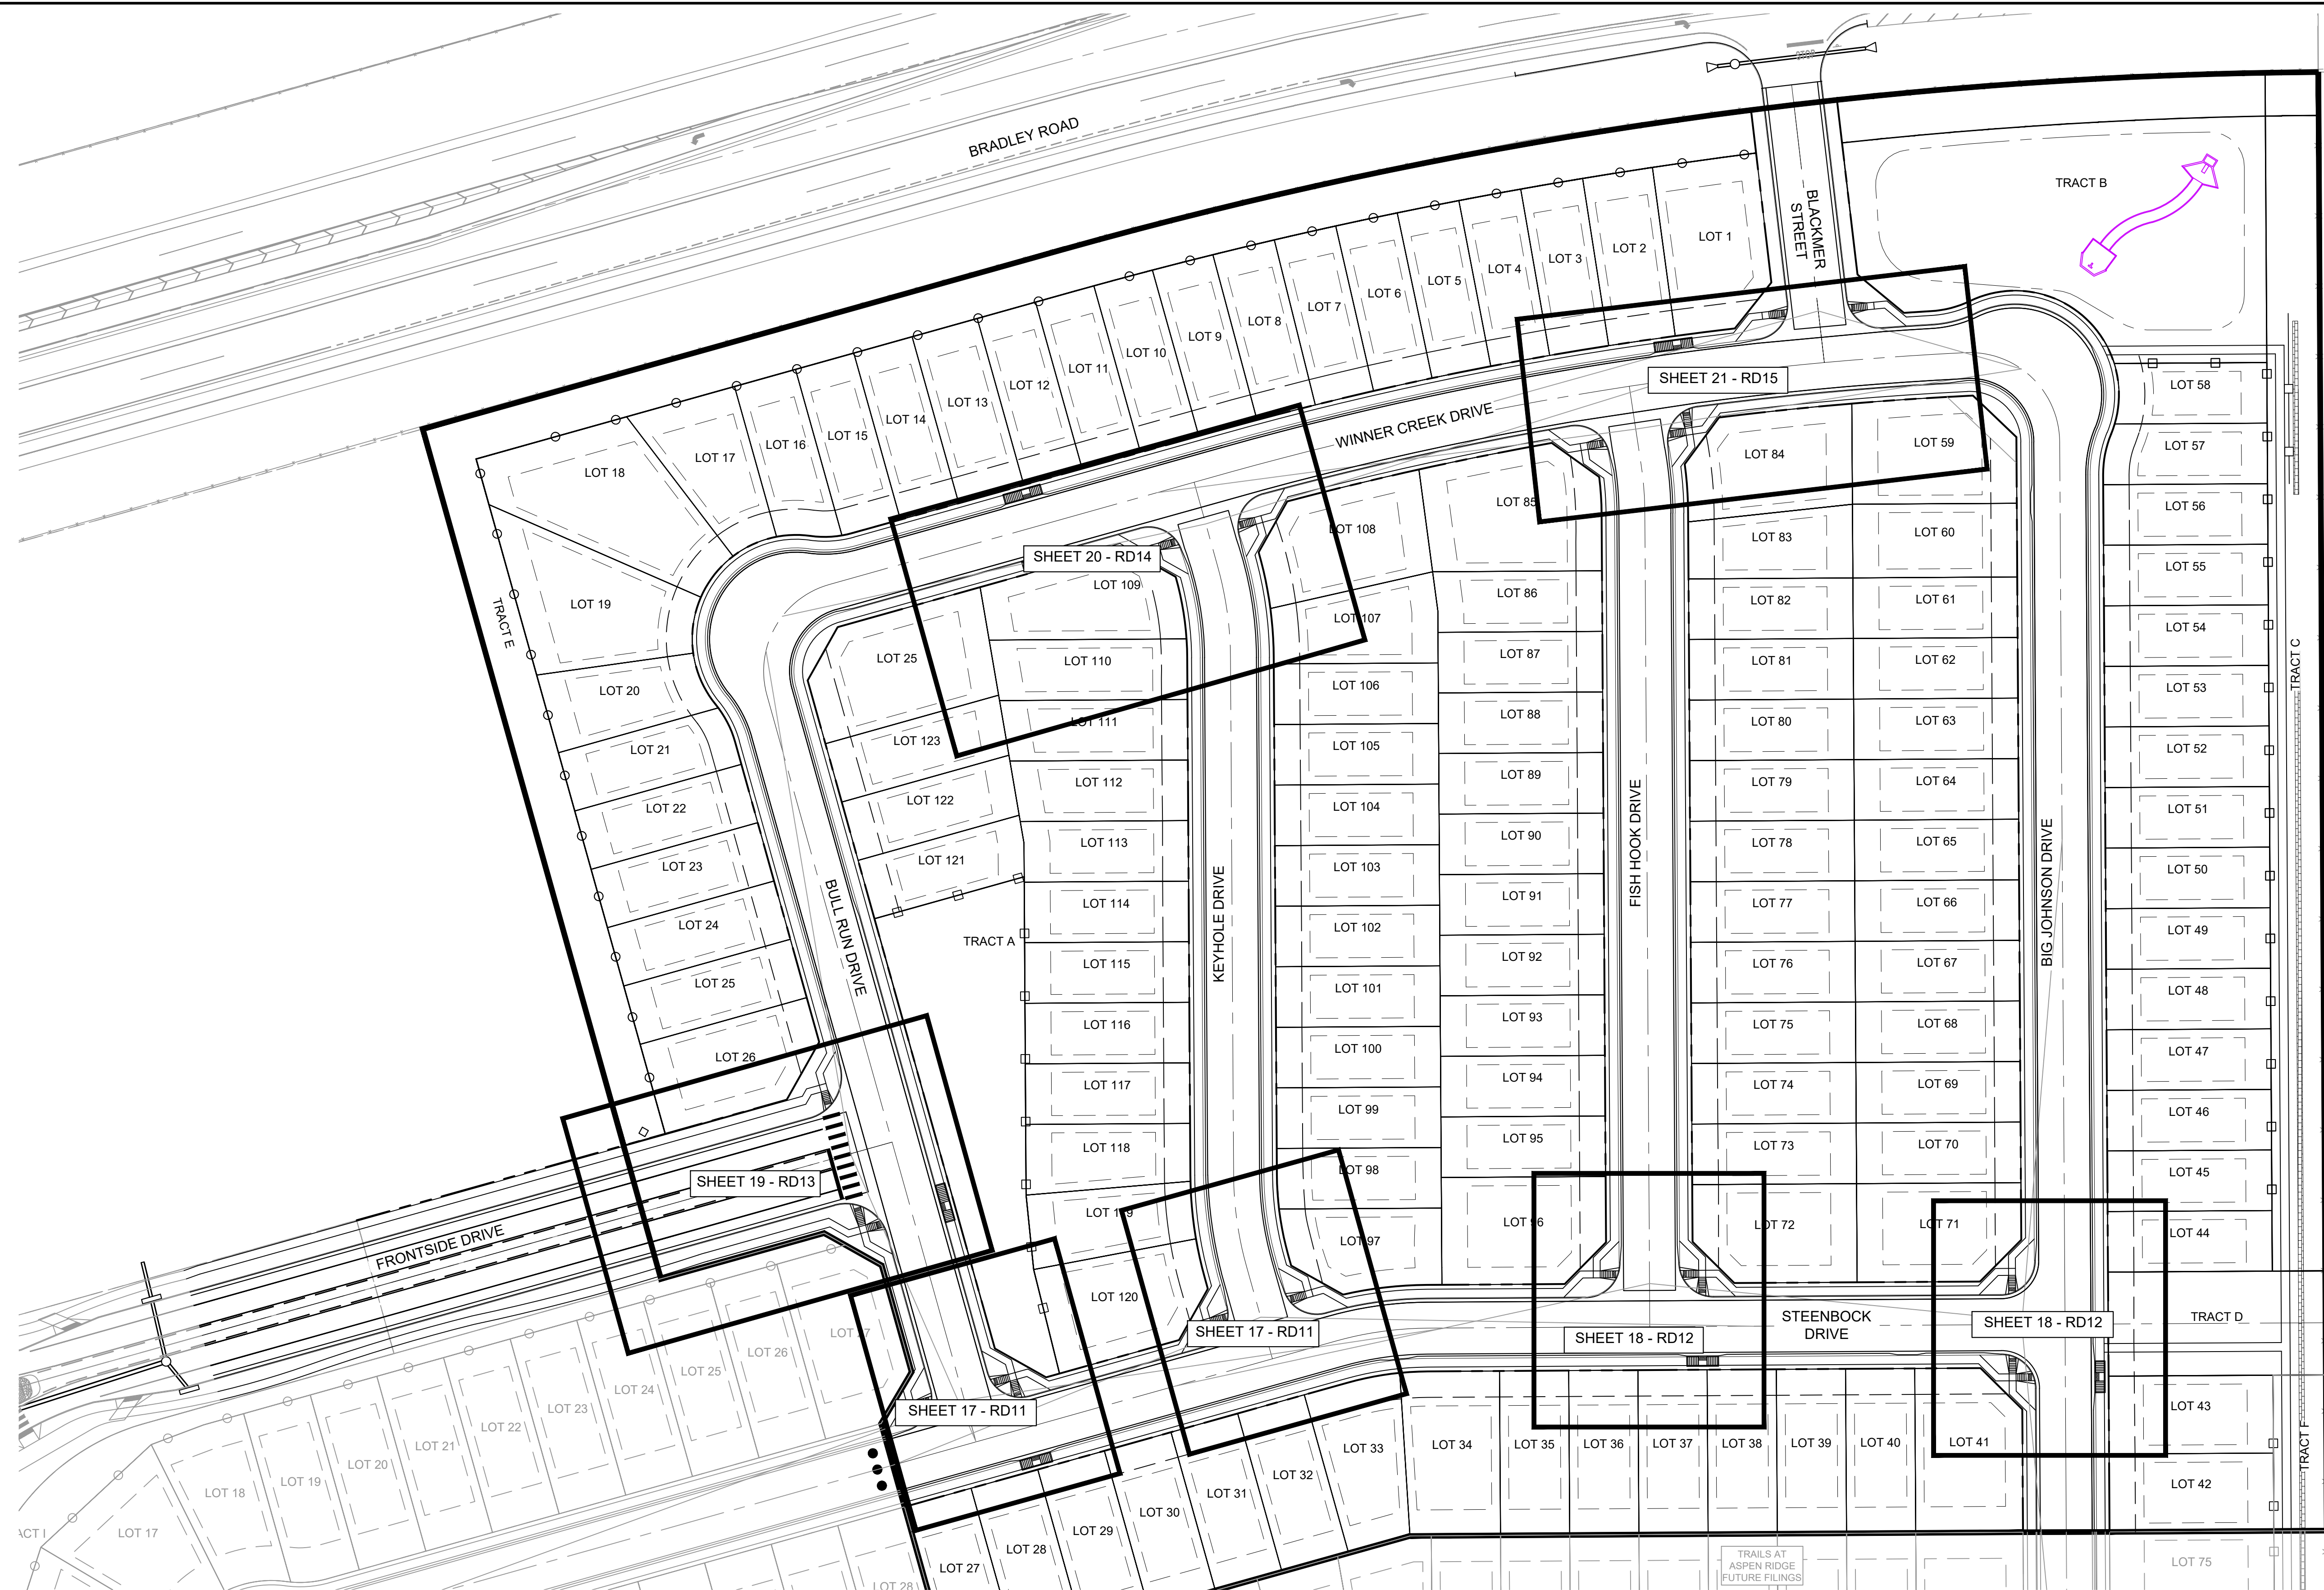 STOP
BRADLEY ROAD
TRACT B
BLACKMER
STREET
LOT 1
LOT 2
LOT 3
LOT 4
LOT 5
LOT 6
LOT 7
LOT 8
LOT 9
LOT 10
LOT 11
LOT 12
LOT 13
LOT 14
LOT 15
LOT 16
LOT 17
LOT 18
LOT 19
TRACT E
LOT 20
LOT 21
LOT 22
LOT 23
LOT 24
LOT 25
LOT 26
WINNER CREEK DRIVE
SHEET 21 - RD15
SHEET 20 - RD14
LOT 25
LOT 123
LOT 122
LOT 121
TRACT A
BULL RUN DRIVE
LOT 109
LOT 110
LOT 111
LOT 112
LOT 113
LOT 114
LOT 115
LOT 116
LOT 117
LOT 118
LOT 119
LOT 120
KEYHOLE DRIVE
LOT 108
LOT 107
LOT 106
LOT 105
LOT 104
LOT 103
LOT 102
LOT 101
LOT 100
LOT 99
LOT 98
LOT 97
LOT 85
LOT 86
LOT 87
LOT 88
LOT 89
LOT 90
LOT 91
LOT 92
LOT 93
LOT 94
LOT 95
LOT 96
FISH HOOK DRIVE
LOT 84
LOT 83
LOT 82
LOT 81
LOT 80
LOT 79
LOT 78
LOT 77
LOT 76
LOT 75
LOT 74
LOT 73
LOT 72
LOT 59
LOT 60
LOT 61
LOT 62
LOT 63
LOT 64
LOT 65
LOT 66
LOT 67
LOT 68
LOT 69
LOT 70
LOT 71
BIG JOHNSON DRIVE
LOT 58
LOT 57
LOT 56
LOT 55
LOT 54
LOT 53
LOT 52
LOT 51
LOT 50
LOT 49
LOT 48
LOT 47
LOT 46
LOT 45
LOT 44
TRACT C
TRACT D
LOT 43
LOT 42
TRACT F
LOT 75
SHEET 19 - RD13
FRONTSIDE DRIVE
SHEET 17 - RD11
SHEET 17 - RD11
SHEET 18 - RD12
STEENBOCK
DRIVE
SHEET 18 - RD12
LOT 27
LOT 26
LOT 25
LOT 24
LOT 23
LOT 22
LOT 21
LOT 20
LOT 19
LOT 18
LOT 17
ACT I
LOT 28
LOT 27
LOT 28
LOT 29
LOT 30
LOT 31
LOT 32
LOT 33
LOT 34
LOT 35
LOT 36
LOT 37
LOT 38
LOT 39
LOT 40
LOT 41
TRAILS AT
ASPEN RIDGE
FUTURE FILINGS